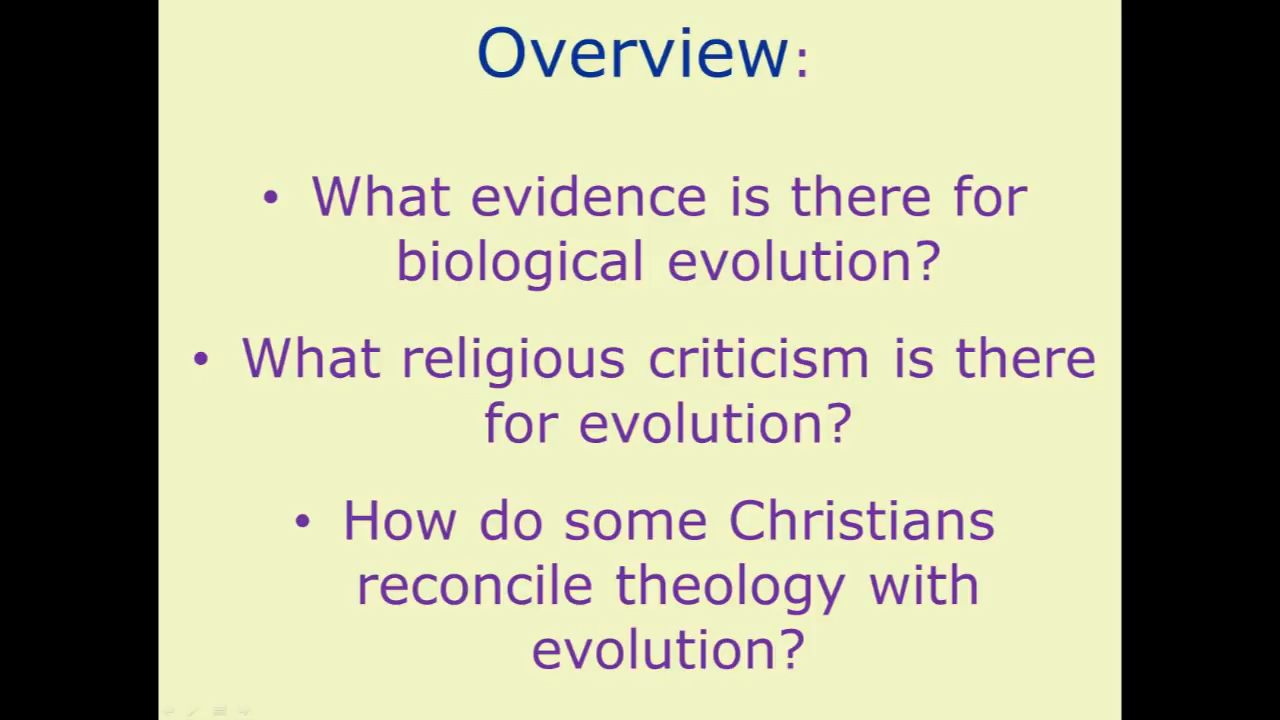 Overview:
• What evidence is there for
biological evolution?
• What religious criticism is there
for evolution?
• How do some Christians
reconcile theology with
evolution?